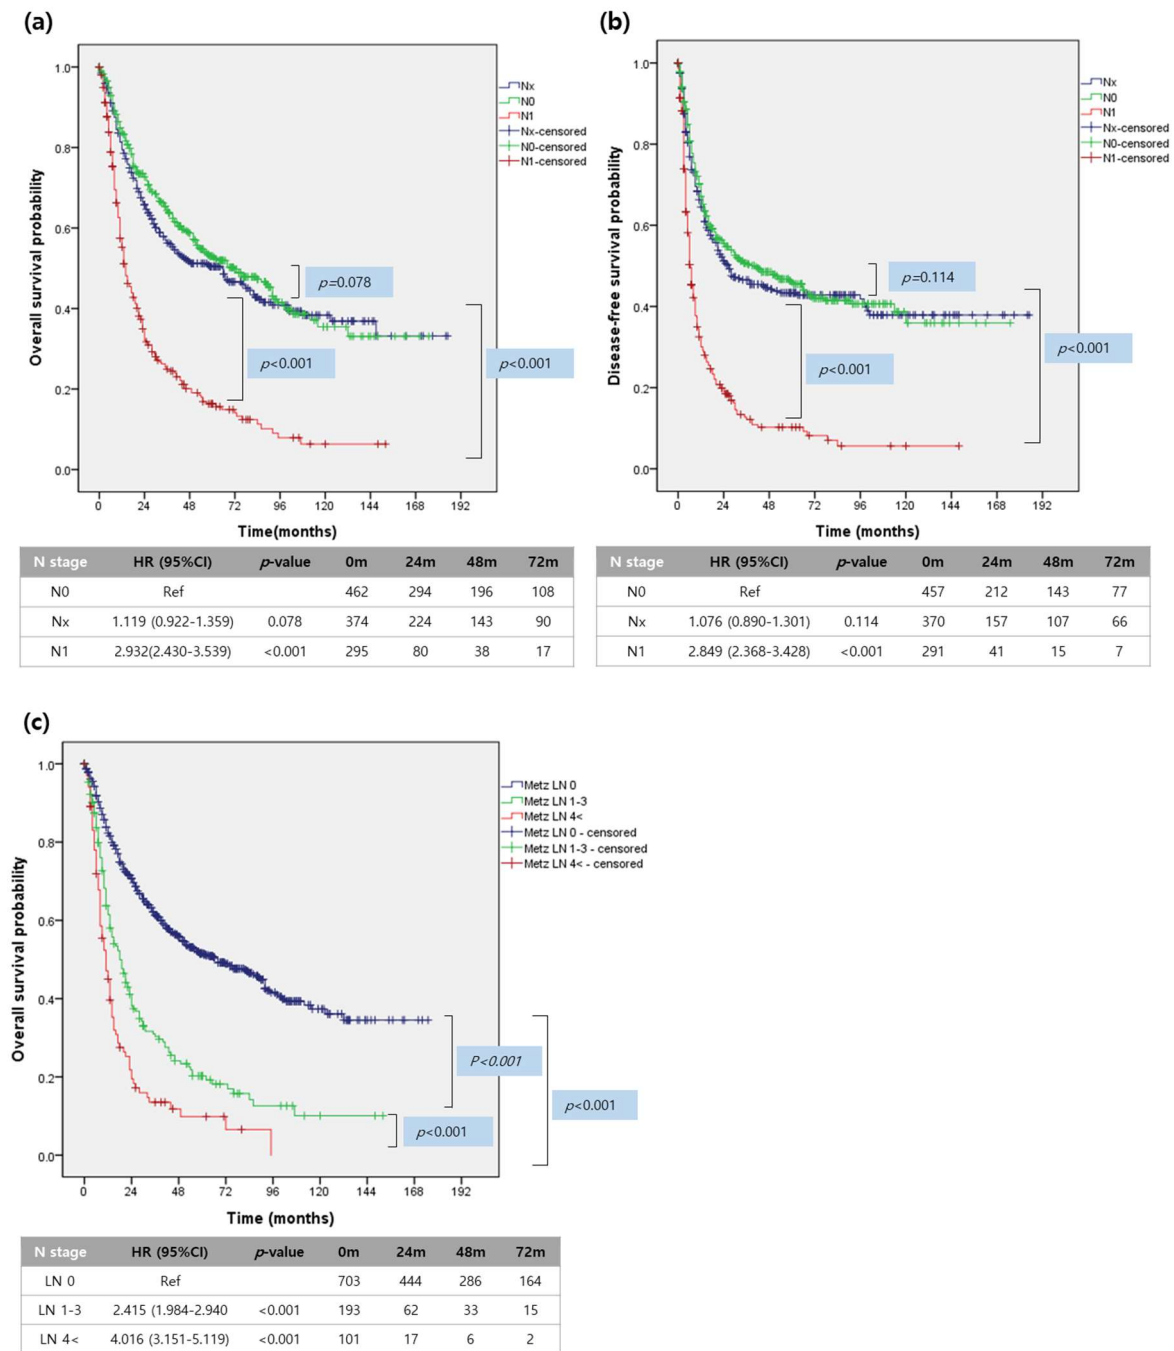 (a)
1.0
0.8
0.6
0.4
0.2
0.0
Overall survival probability
0 24 48 72 96 120 144 168 192
Time(months)
Nx
N0
N1
Nx-censored
N0-censored
N1-censored
p=0.078
p<0.001
p<0.001
N stage HR (95%CI) p-value 0m 24m 48m 72m
N0 Ref 462 294 196 108
Nx 1.119 (0.922-1.359) 0.078 374 224 143 90
N1 2.932(2.430-3.539) <0.001 295 80 38 17
(b)
1.0
0.8
0.6
0.4
0.2
0.0
Disease-free survival probability
0 24 48 72 96 120 144 168 192
Time (months)
Nx
N0
N1
Nx-censored
N0-censored
N1-censored
p=0.114
p<0.001
p<0.001
N stage HR (95%CI) p-value 0m 24m 48m 72m
N0 Ref 457 212 143 77
Nx 1.076 (0.890-1.301) 0.114 370 157 107 66
N1 2.849 (2.368-3.428) <0.001 291 41 15 7
(c)
1.0
0.8
0.6
0.4
0.2
0.0
Overall survival probability
0 24 48 72 96 120 144 168 192
Time (months)
Metz LN 0
Metz LN 1-3
Metz LN 4<
Metz LN 0 - censored
Metz LN 1-3 - censored
Metz LN 4< - censored
P<0.001
p<0.001
p<0.001
N stage HR (95%CI) p-value 0m 24m 48m 72m
LN 0 Ref 703 444 286 164
LN 1-3 2.415 (1.984-2.940 <0.001 193 62 33 15
LN 4< 4.016 (3.151-5.119) <0.001 101 17 6 2